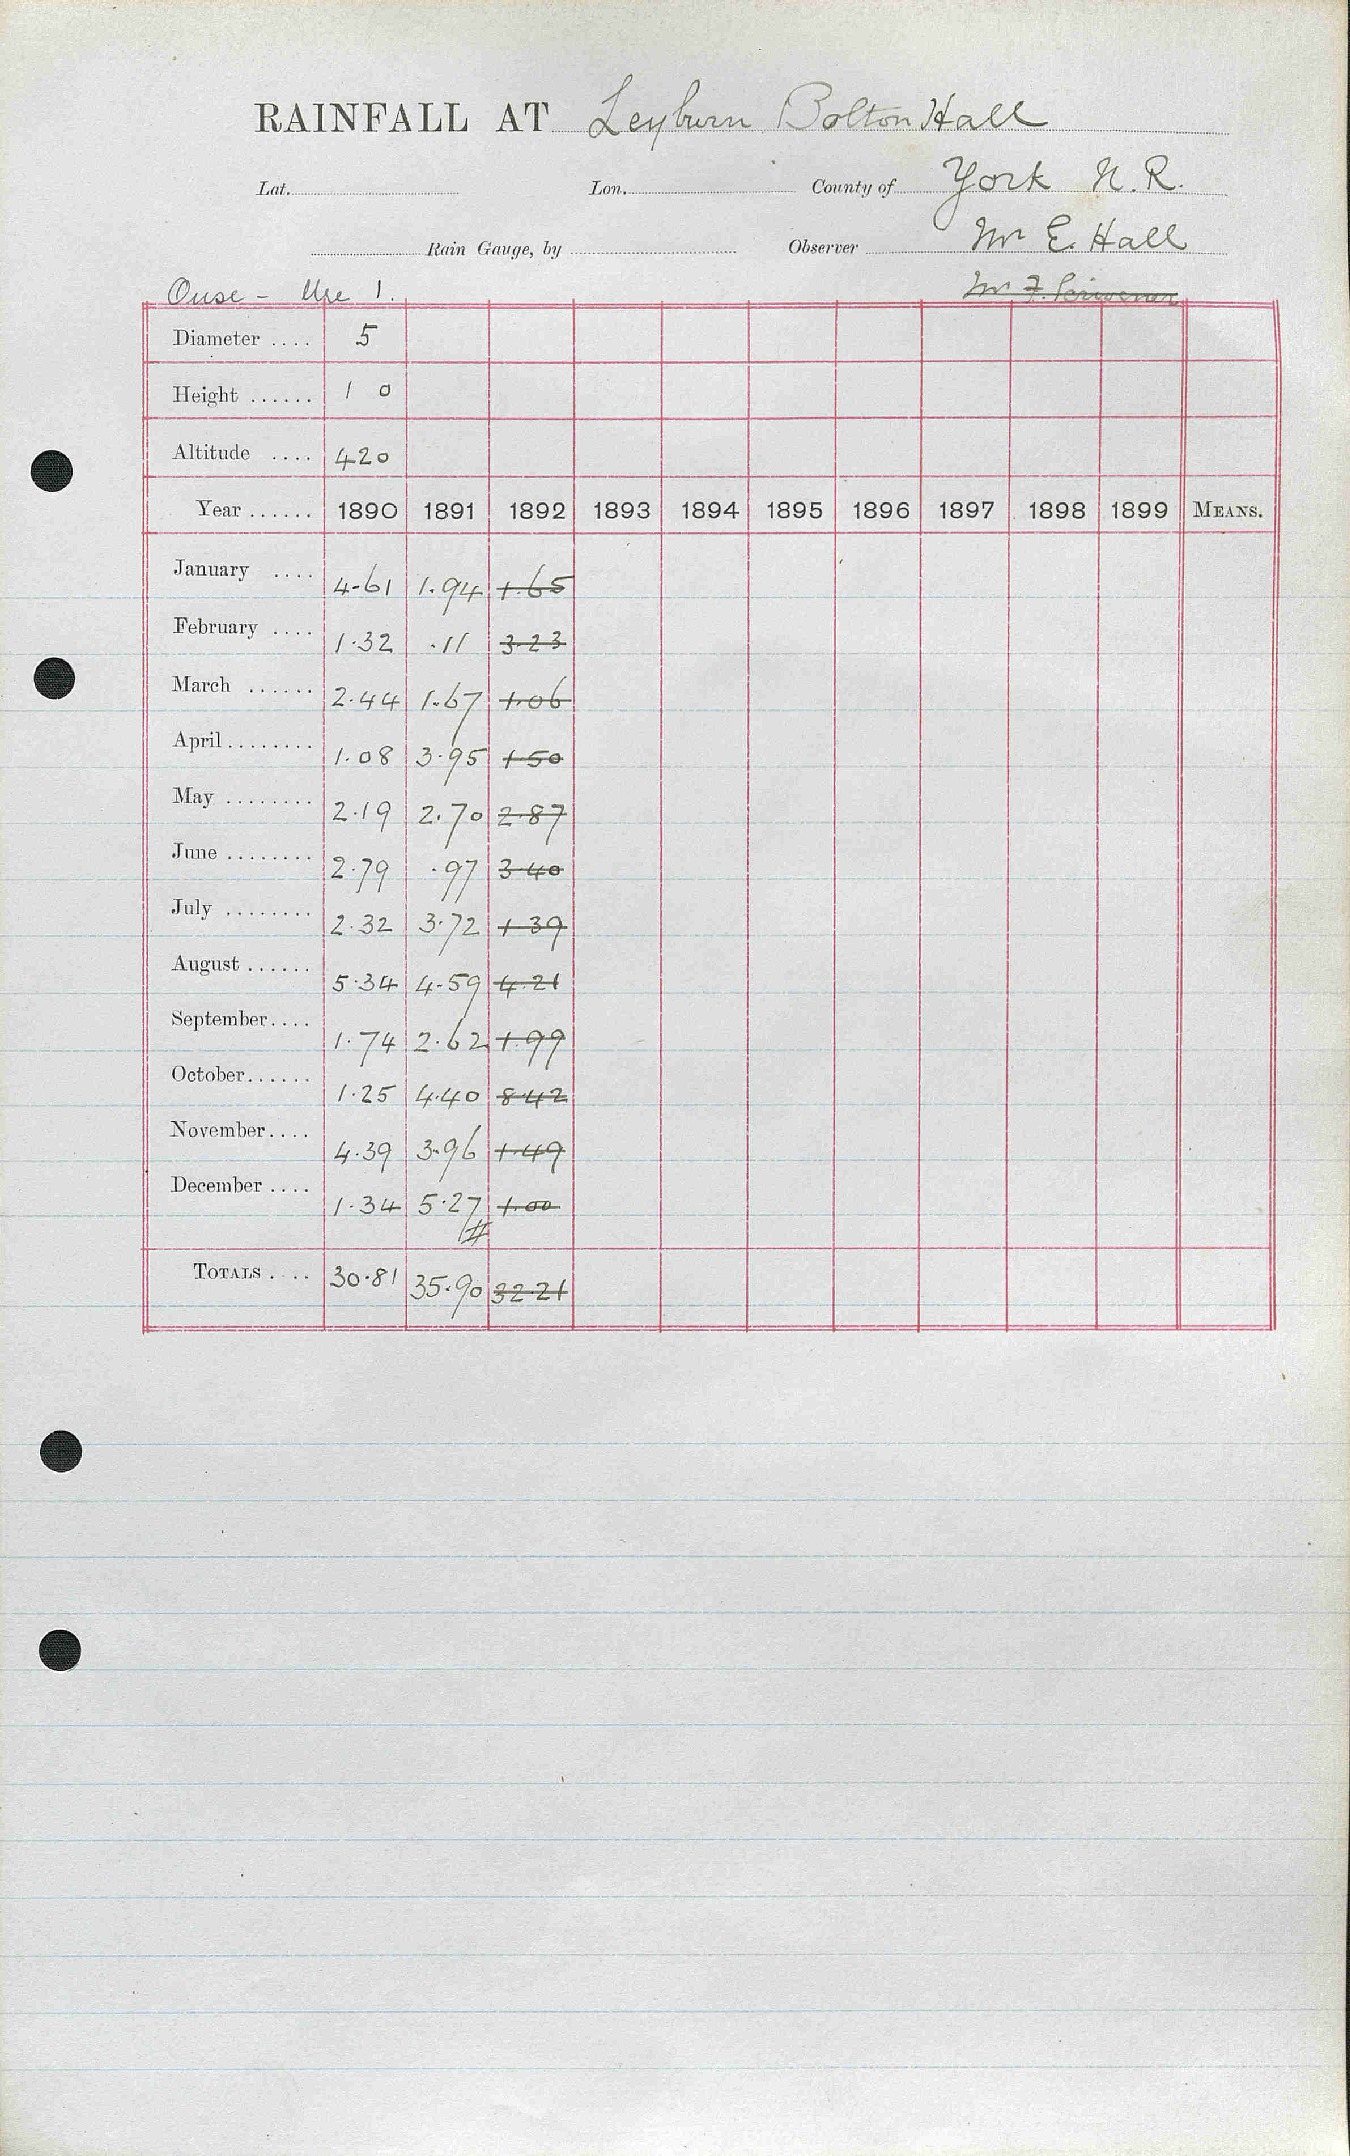 RAINFALL AT Leyburn Bolton Hall
Lat. Lon. County of York N.R.
Rain Gauge, by Observer Mr E. Hall
Ouse - Ure 1. Mr F. Scrivener
Diameter .... 5
Height ...... 1 0
Altitude .... 420
Year ...... 1890 1891 1892 1893 1894 1895 1896 1897 1898 1899 MEANS.
January .... 4.61 1.94 1.65
February .... 1.32 .11 3.23
March ...... 2.44 1.67 1.06
April ........ 1.08 3.95 1.50
May ........ 2.19 2.70 2.87
June ........ 2.79 .97 3.40
July ........ 2.32 3.72 1.39
August ...... 5.34 4.59 4.21
September.... 1.74 2.62 1.99
October...... 1.25 4.40 8.42
November.... 4.39 3.96 1.49
December .... 1.34 5.27 1.00
#
TOTALS .... 30.81 35.90 32.21